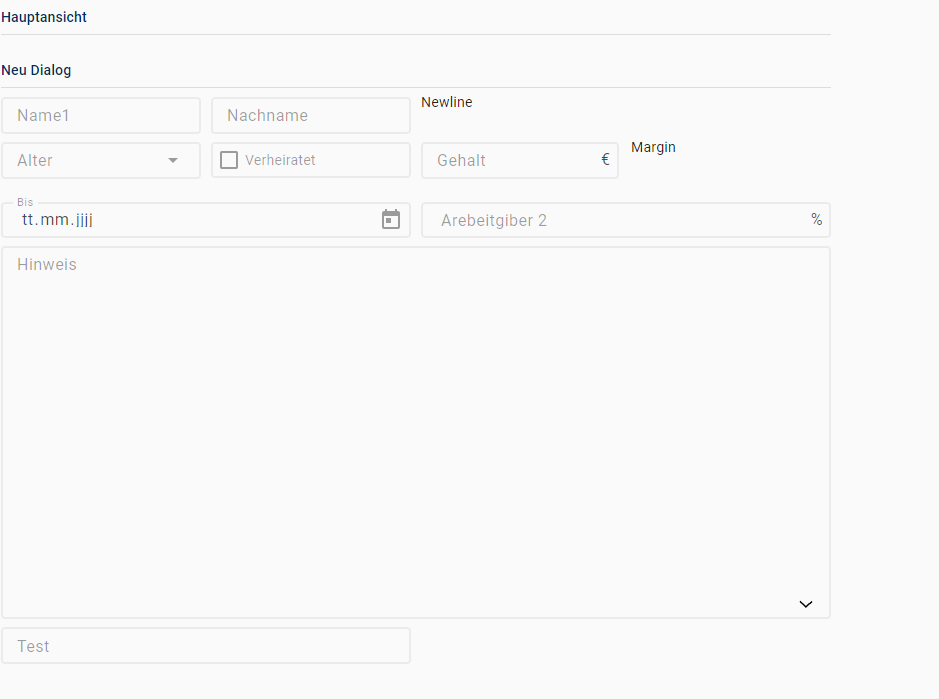 Hauptansicht
Neu Dialog
Name1 Nachname Newline
Alter Verheiratet Gehalt € Margin
Bis
tt.mm.jjjj Arebeitgiber 2 %
Hinweis
Test